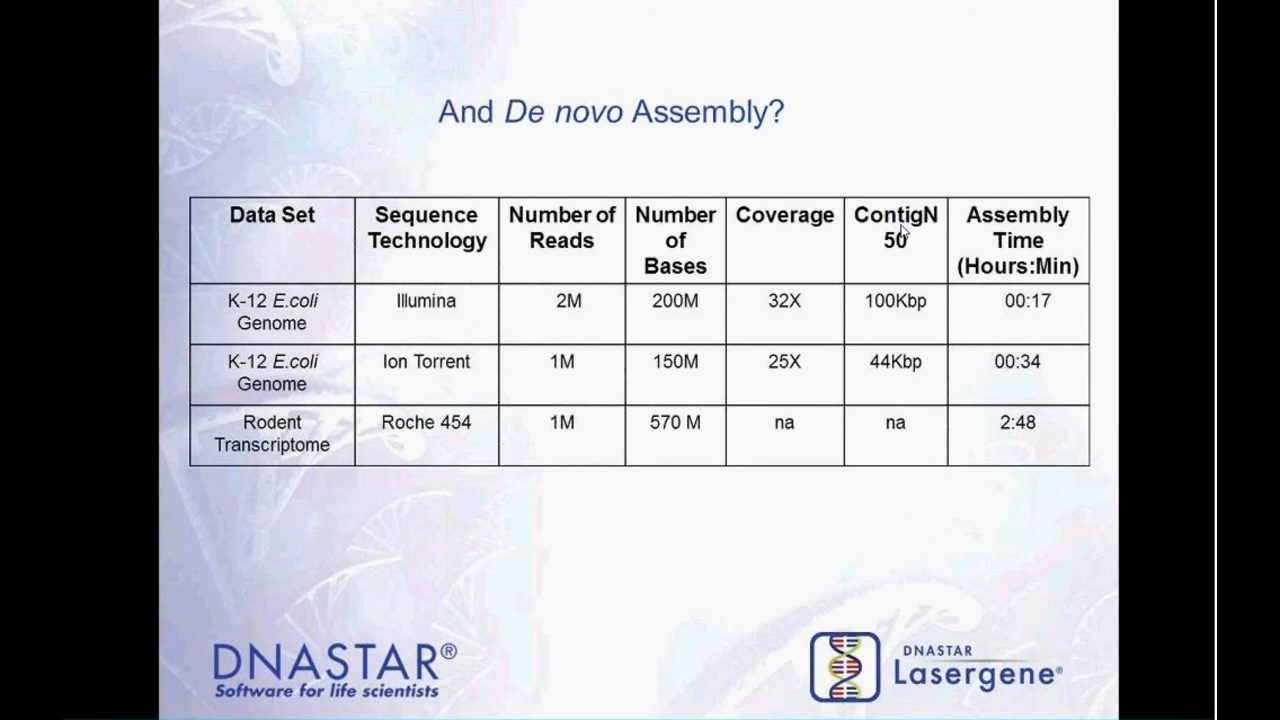 And De novo Assembly?
Data Set
Sequence Technology
Number of Reads
Number of Bases
Coverage
ContigN 50
Assembly Time (Hours:Min)
K-12 E.coli Genome
Illumina
2M
200M
32X
100Kbp
00:17
K-12 E.coli Genome
Ion Torrent
1M
150M
25X
44Kbp
00:34
Rodent Transcriptome
Roche 454
1M
570 M
na
na
2:48
DNASTAR®
Software for life scientists
DNASTAR
Lasergene®